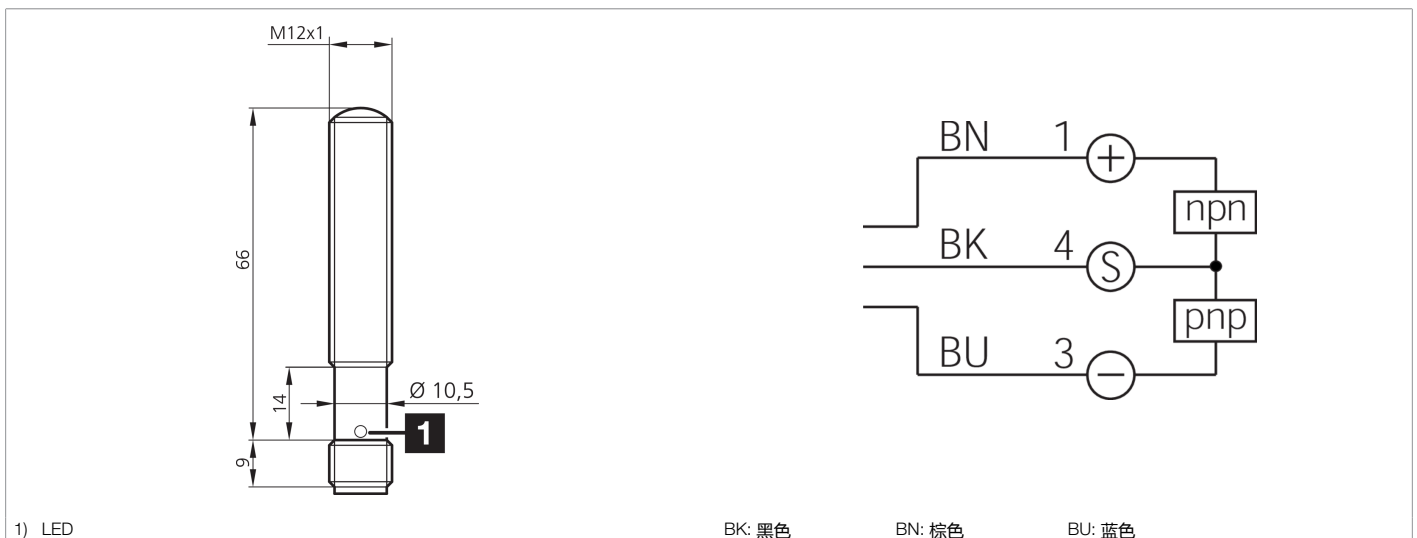 M12x1
66
14
Ø 10,5
1
9
BN 1 +
npn
BK 4 S
pnp
BU 3 −
1) LED
BK: 黑色 BN: 棕色 BU: 蓝色